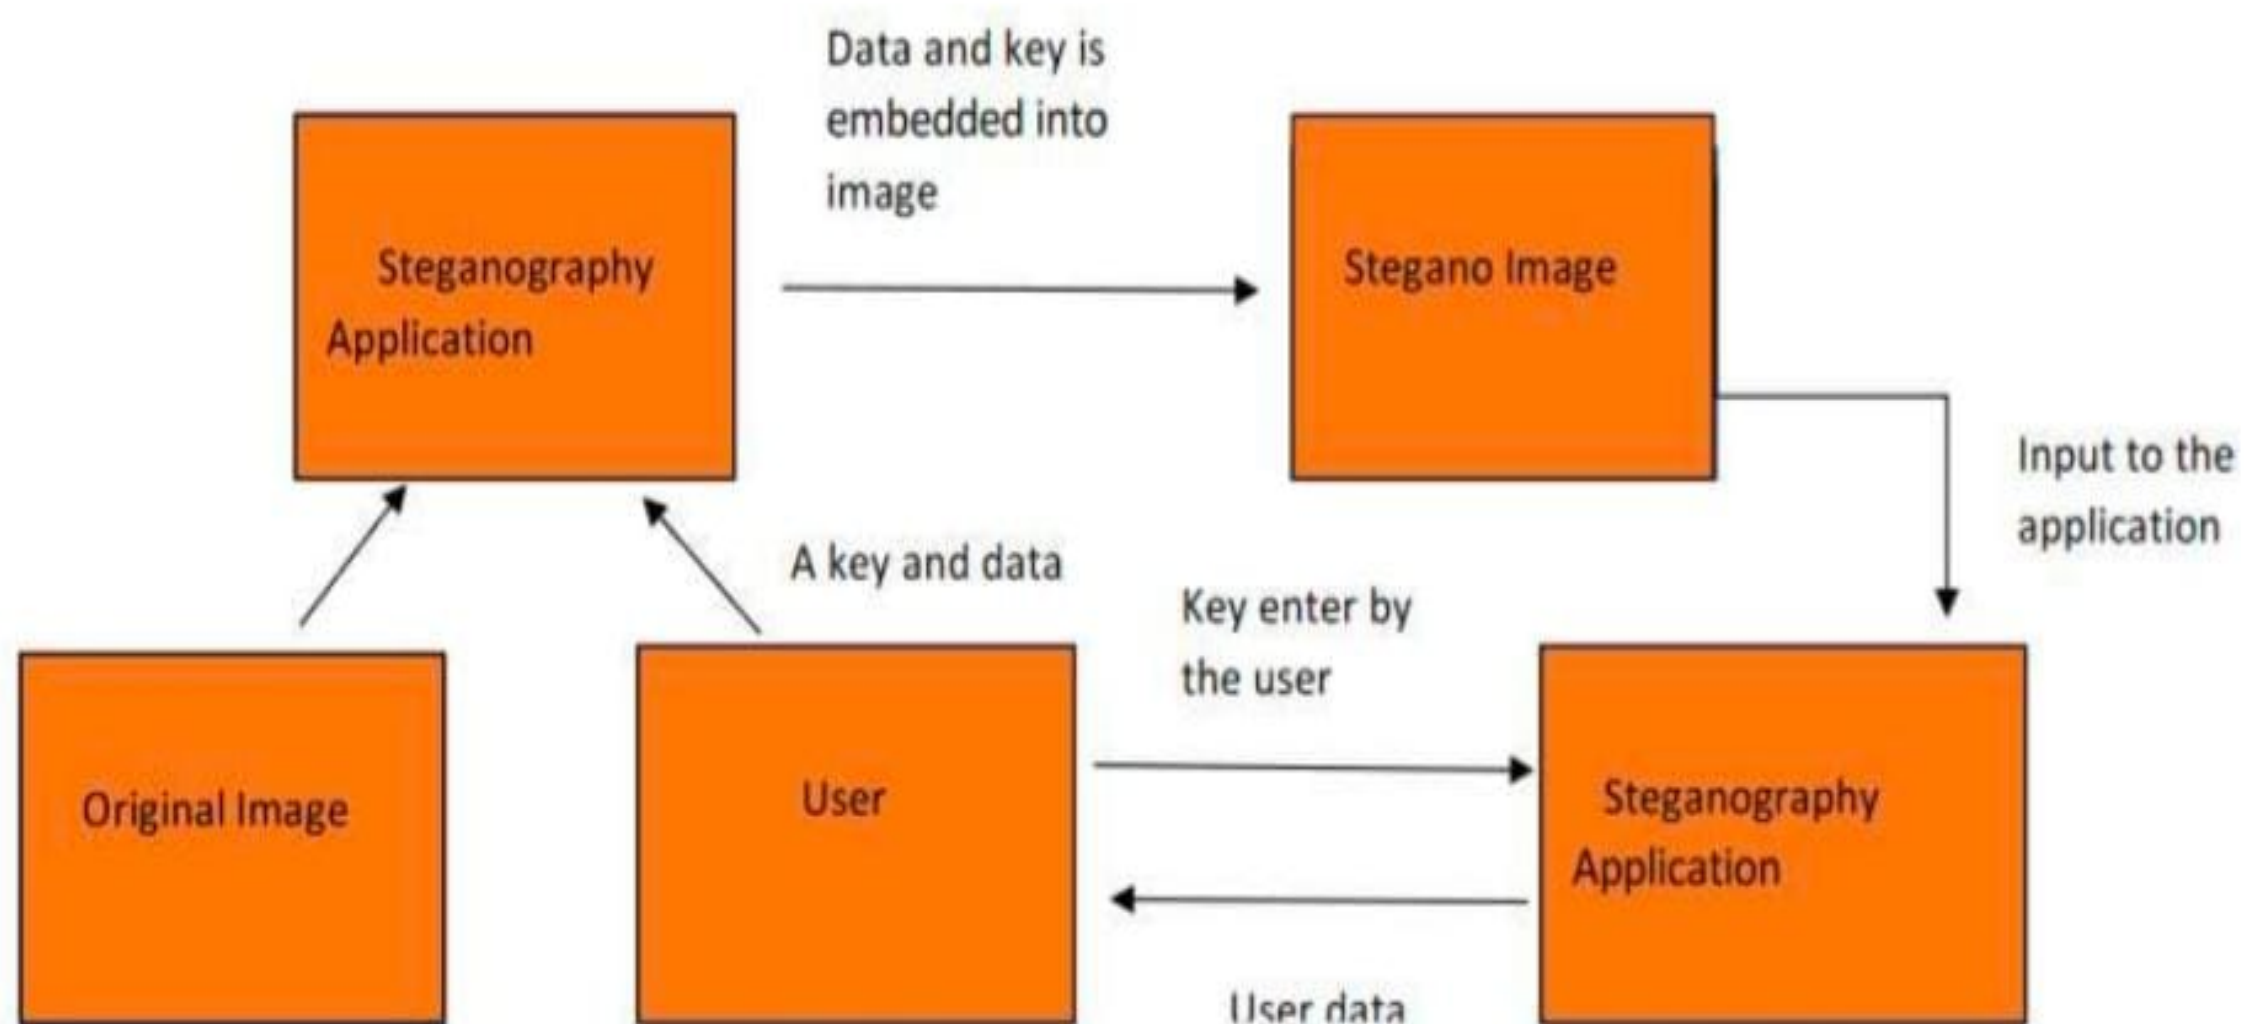 Data and key is
embedded into
image
Steganography
Application
Stegano Image
Input to the
application
A key and data
Key enter by
the user
Original Image
User
Steganography
Application
User data